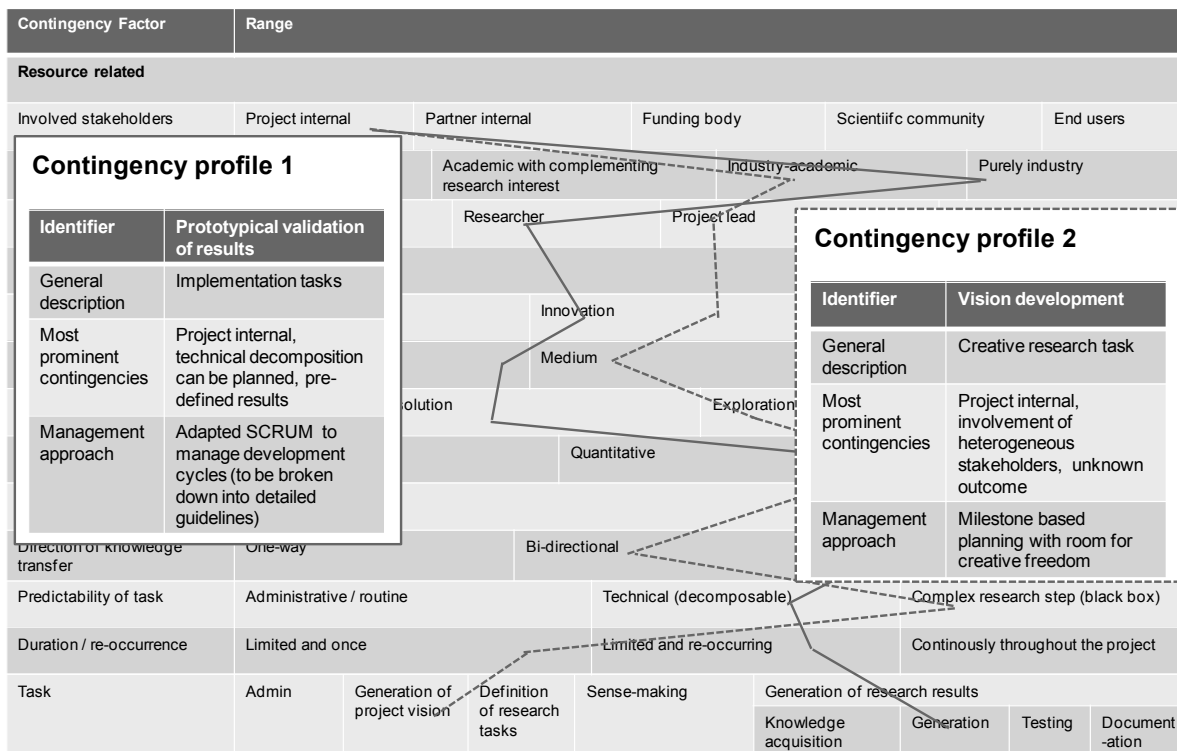 Contingency Factor
Range
Resource related
Involved stakeholders
Project internal
Partner internal
Funding body
Scientiifc community
End users
Academic with complementing
research interest
Industry-academic
Purely industry
Researcher
Project lead
Innovation
Medium
solution
Exploration
Quantitative
Direction of knowledge
transfer
One-way
Bi-directional
Predictability of task
Administrative / routine
Technical (decomposable)
Complex research step (black box)
Duration / re-occurrence
Limited and once
Limited and re-occurring
Continously throughout the project
Task
Admin
Generation of
project vision
Definition
of research
tasks
Sense-making
Generation of research results
Knowledge
acquisition
Generation
Testing
Document
-ation
Contingency profile 1
Identifier
Prototypical validation
of results
General
description
Implementation tasks
Most
prominent
contingencies
Project internal,
technical decomposition
can be planned, pre-
defined results
Management
approach
Adapted SCRUM to
manage development
cycles (to be broken
down into detailed
guidelines)
Contingency profile 2
Identifier
Vision development
General
description
Creative research task
Most
prominent
contingencies
Project internal,
involvement of
heterogeneous
stakeholders, unknown
outcome
Management
approach
Milestone based
planning with room for
creative freedom